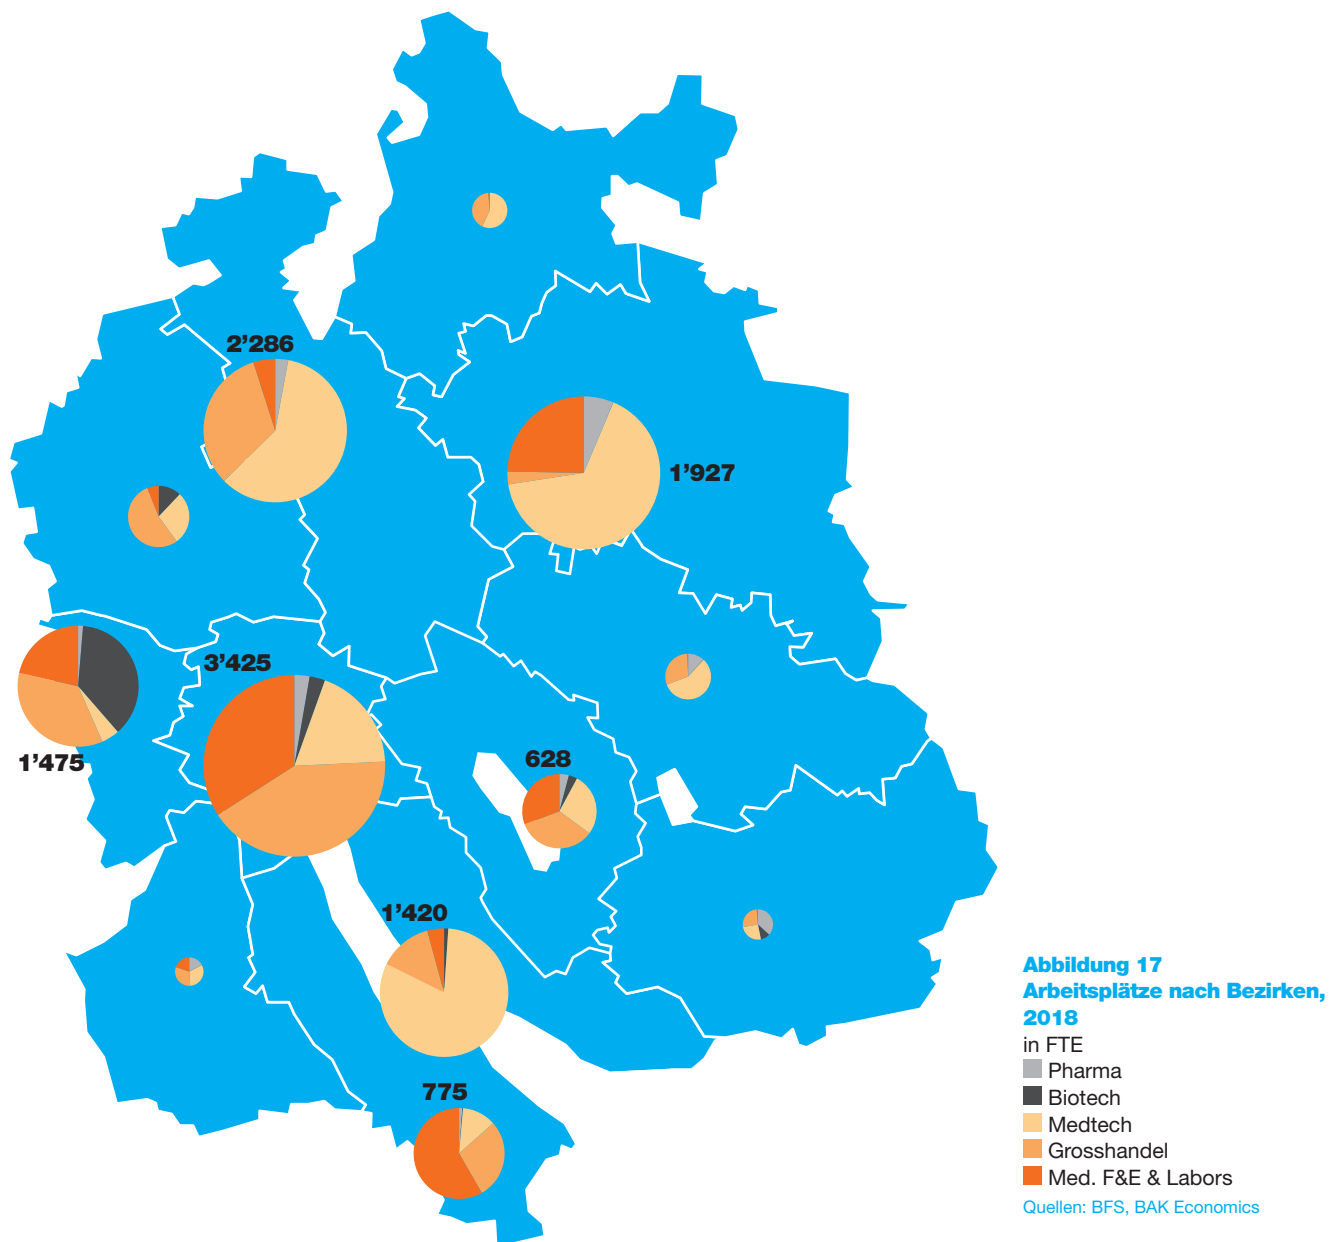 2’286
1’927
3’425
1’475
628
1’420
775
Abbildung 17
Arbeitsplätze nach Bezirken,
2018
in FTE
Pharma
Biotech
Medtech
Grosshandel
Med. F&E & Labors
Quellen: BFS, BAK Economics